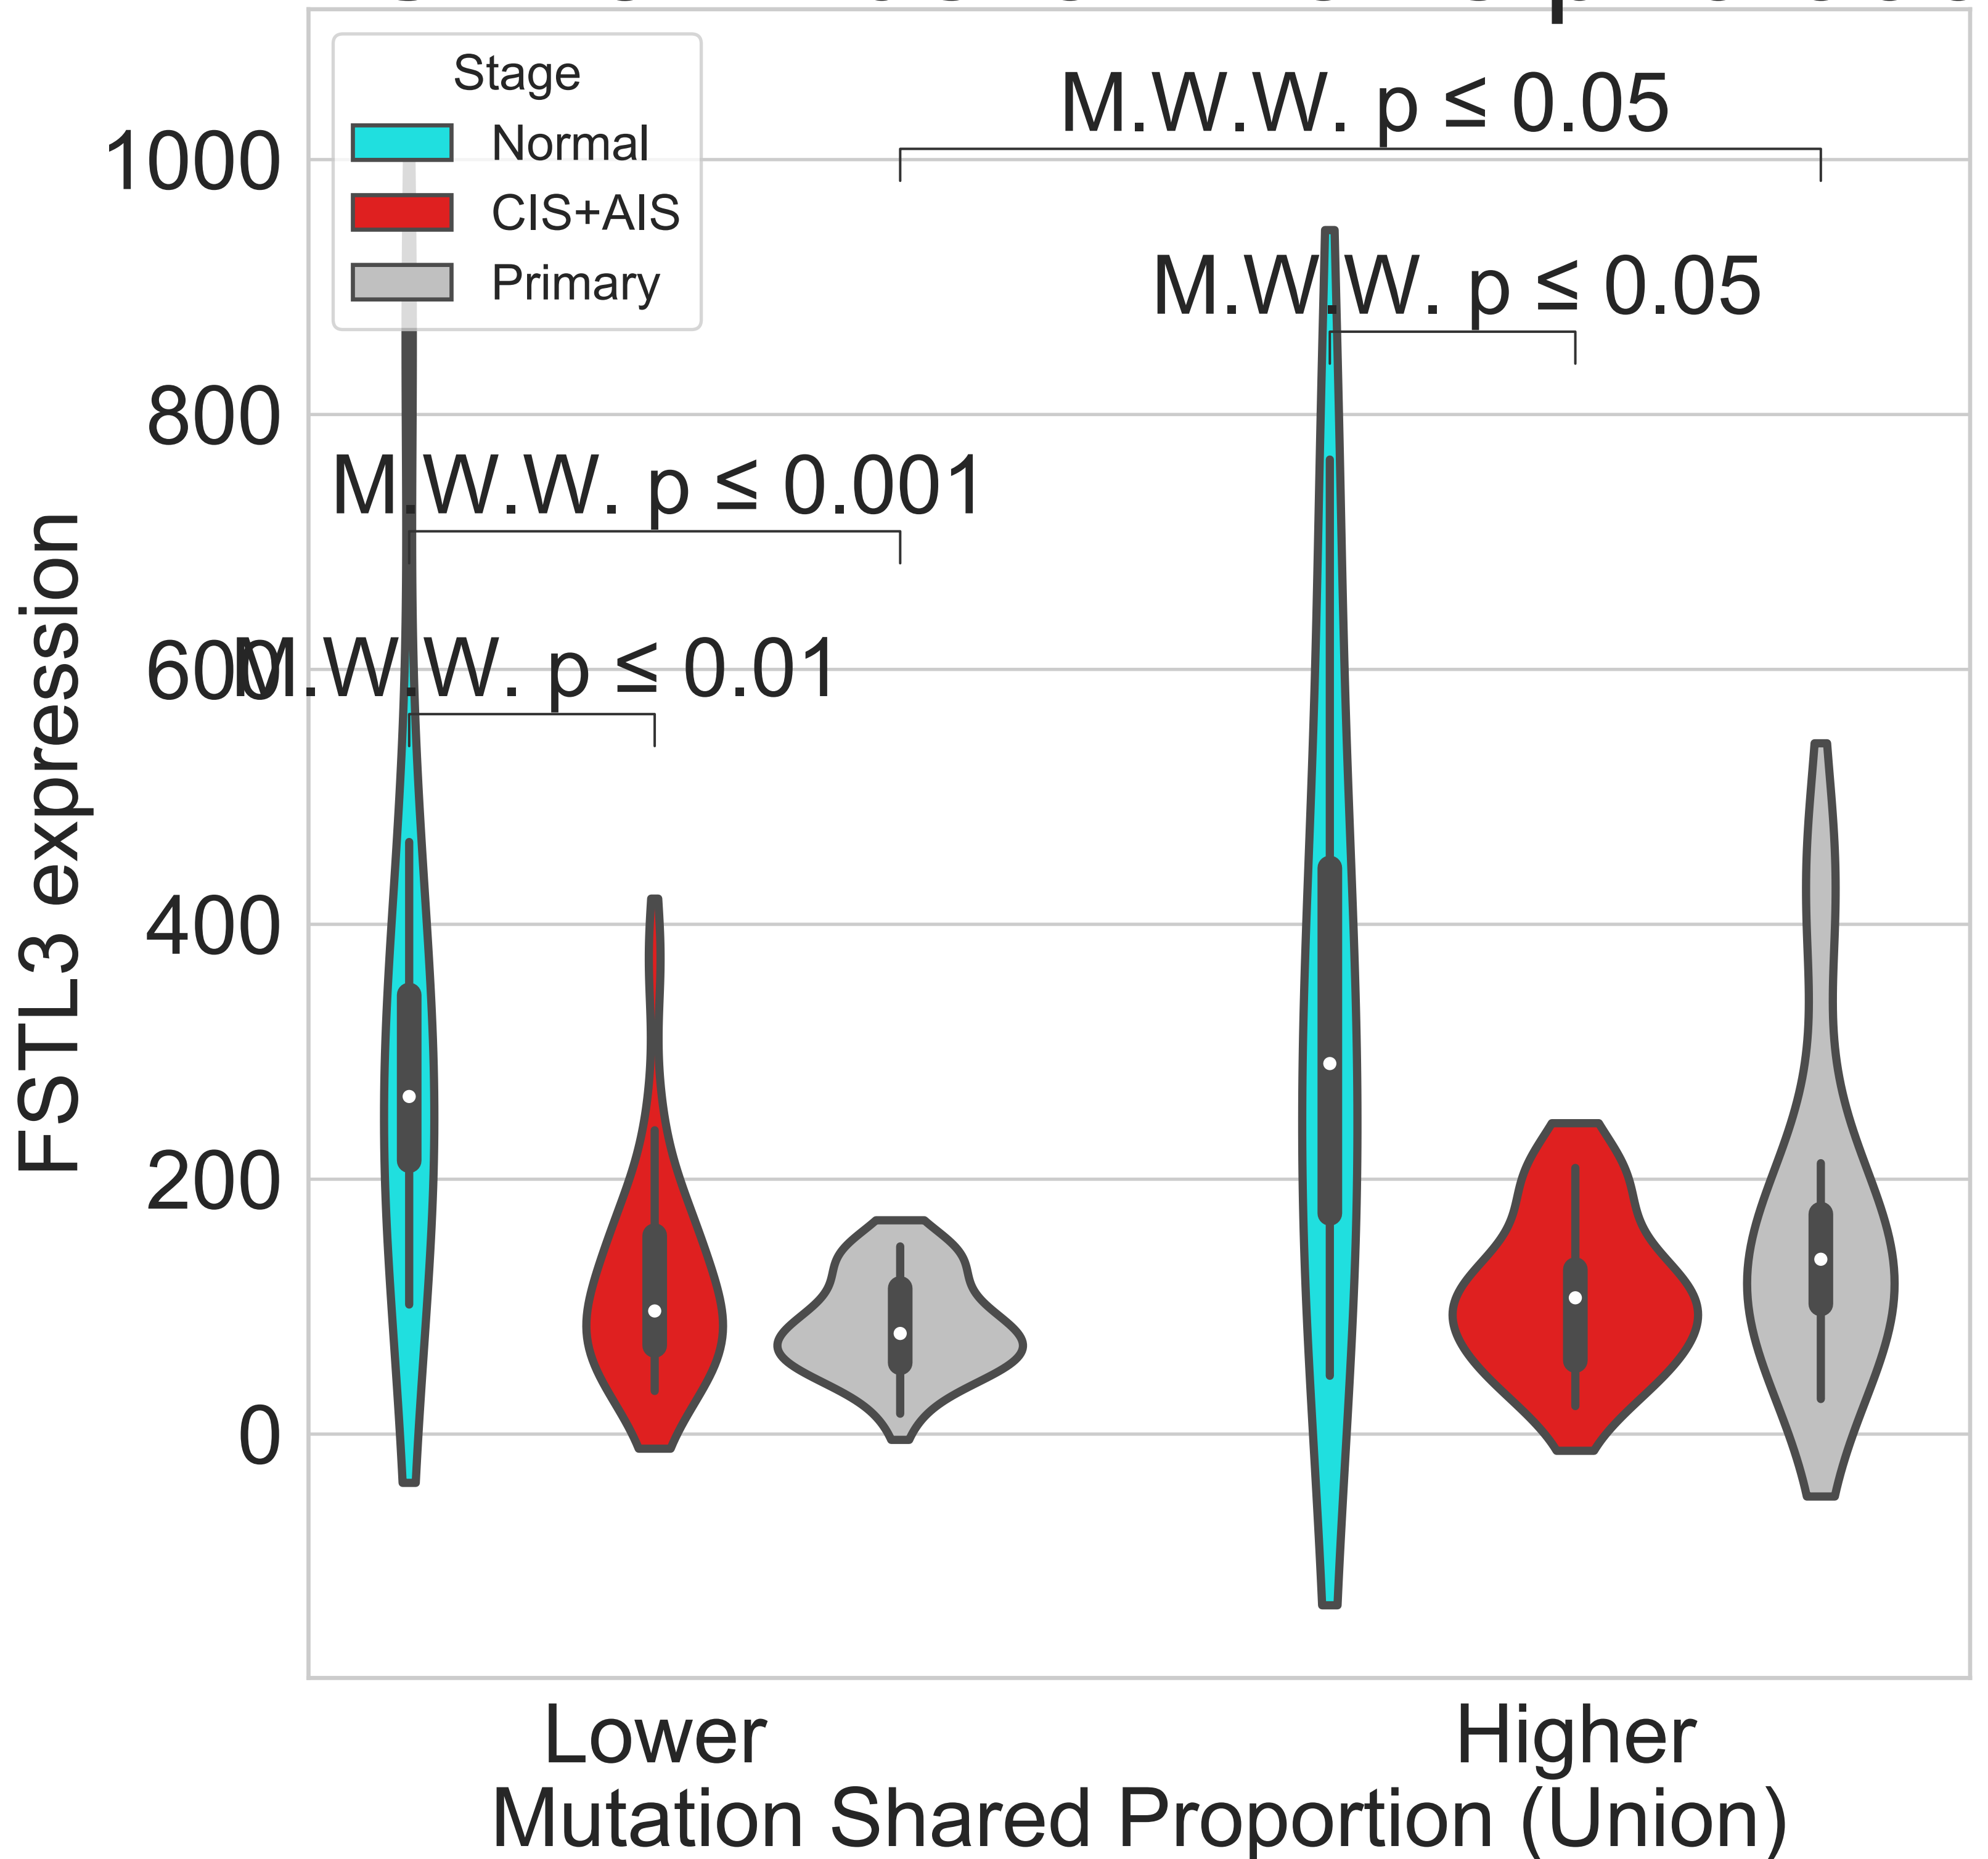 Stage
Normal
CIS+AIS
Primary
M.W.W. p ≤ 0.05
M.W.W. p ≤ 0.05
M.W.W. p ≤ 0.001
M.W.W. p ≤ 0.01
1000
800
600
400
200
0
FSTL3 expression
Lower
Higher
Mutation Shared Proportion (Union)